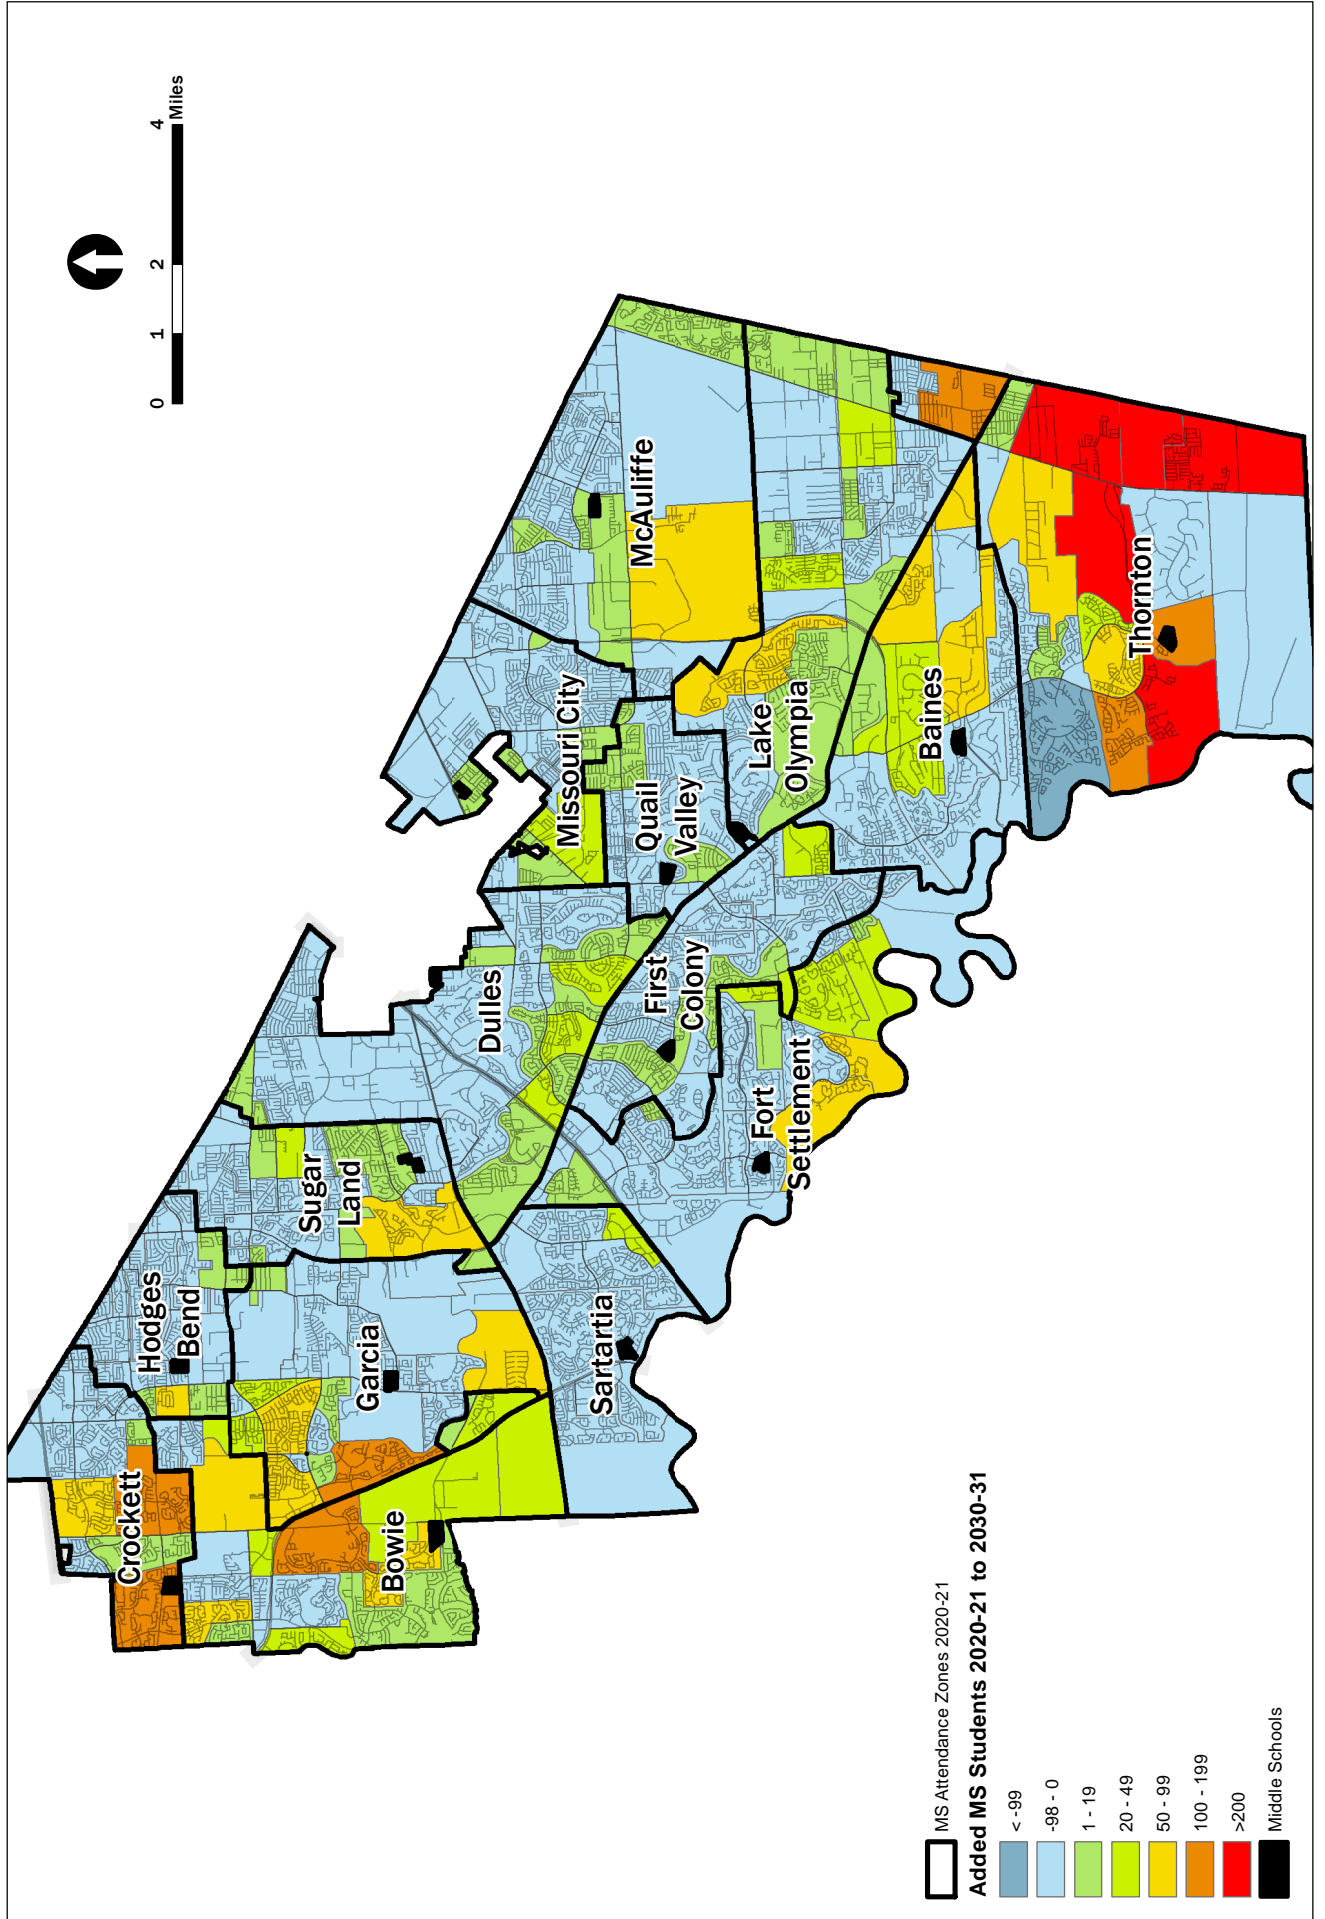 0 1 2 4
Miles
Crockett
Hodges
Bend
Sugar
Land
Garcia
Bowie
Sartartia
Dulles
First
Colony
Fort
Settlement
Missouri City
Quail
Valley
McAuliffe
Lake
Olympia
Baines
Thornton
MS Attendance Zones 2020-21
Added MS Students 2020-21 to 2030-31
< -99
-98 - 0
1 - 19
20 - 49
50 - 99
100 - 199
>200
Middle Schools